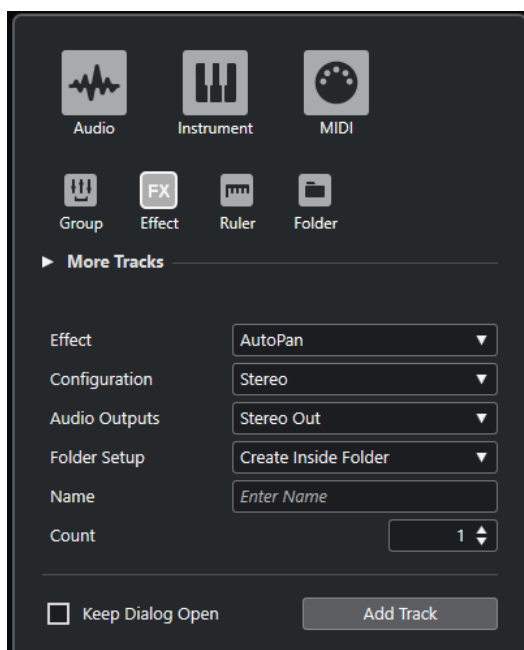 Audio Instrument MIDI
FX
Group Effect Ruler Folder
More Tracks
Effect AutoPan
Configuration Stereo
Audio Outputs Stereo Out
Folder Setup Create Inside Folder
Name Enter Name
Count 1
Keep Dialog Open Add Track